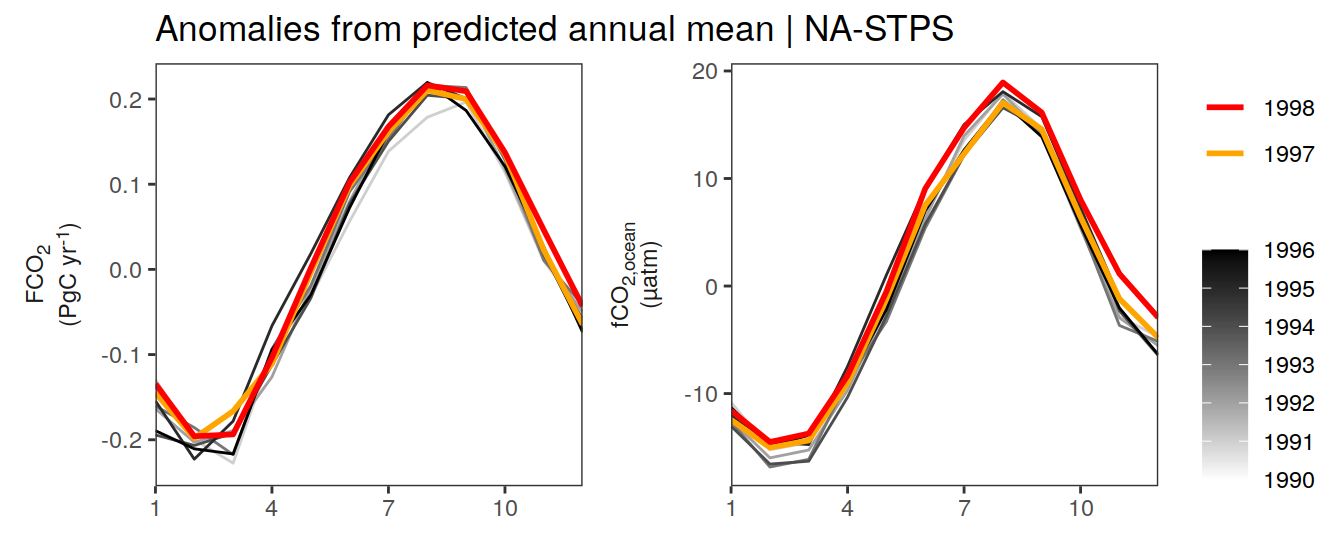 Anomalies from predicted annual mean | NA-STPS
FCO₂
(PgC yr⁻¹)
0.2
0.1
0.0
-0.1
-0.2
1 4 7 10
fCO₂,ocean
(µatm)
20
10
0
-10
1 4 7 10
1998
1997
1996
1995
1994
1993
1992
1991
1990